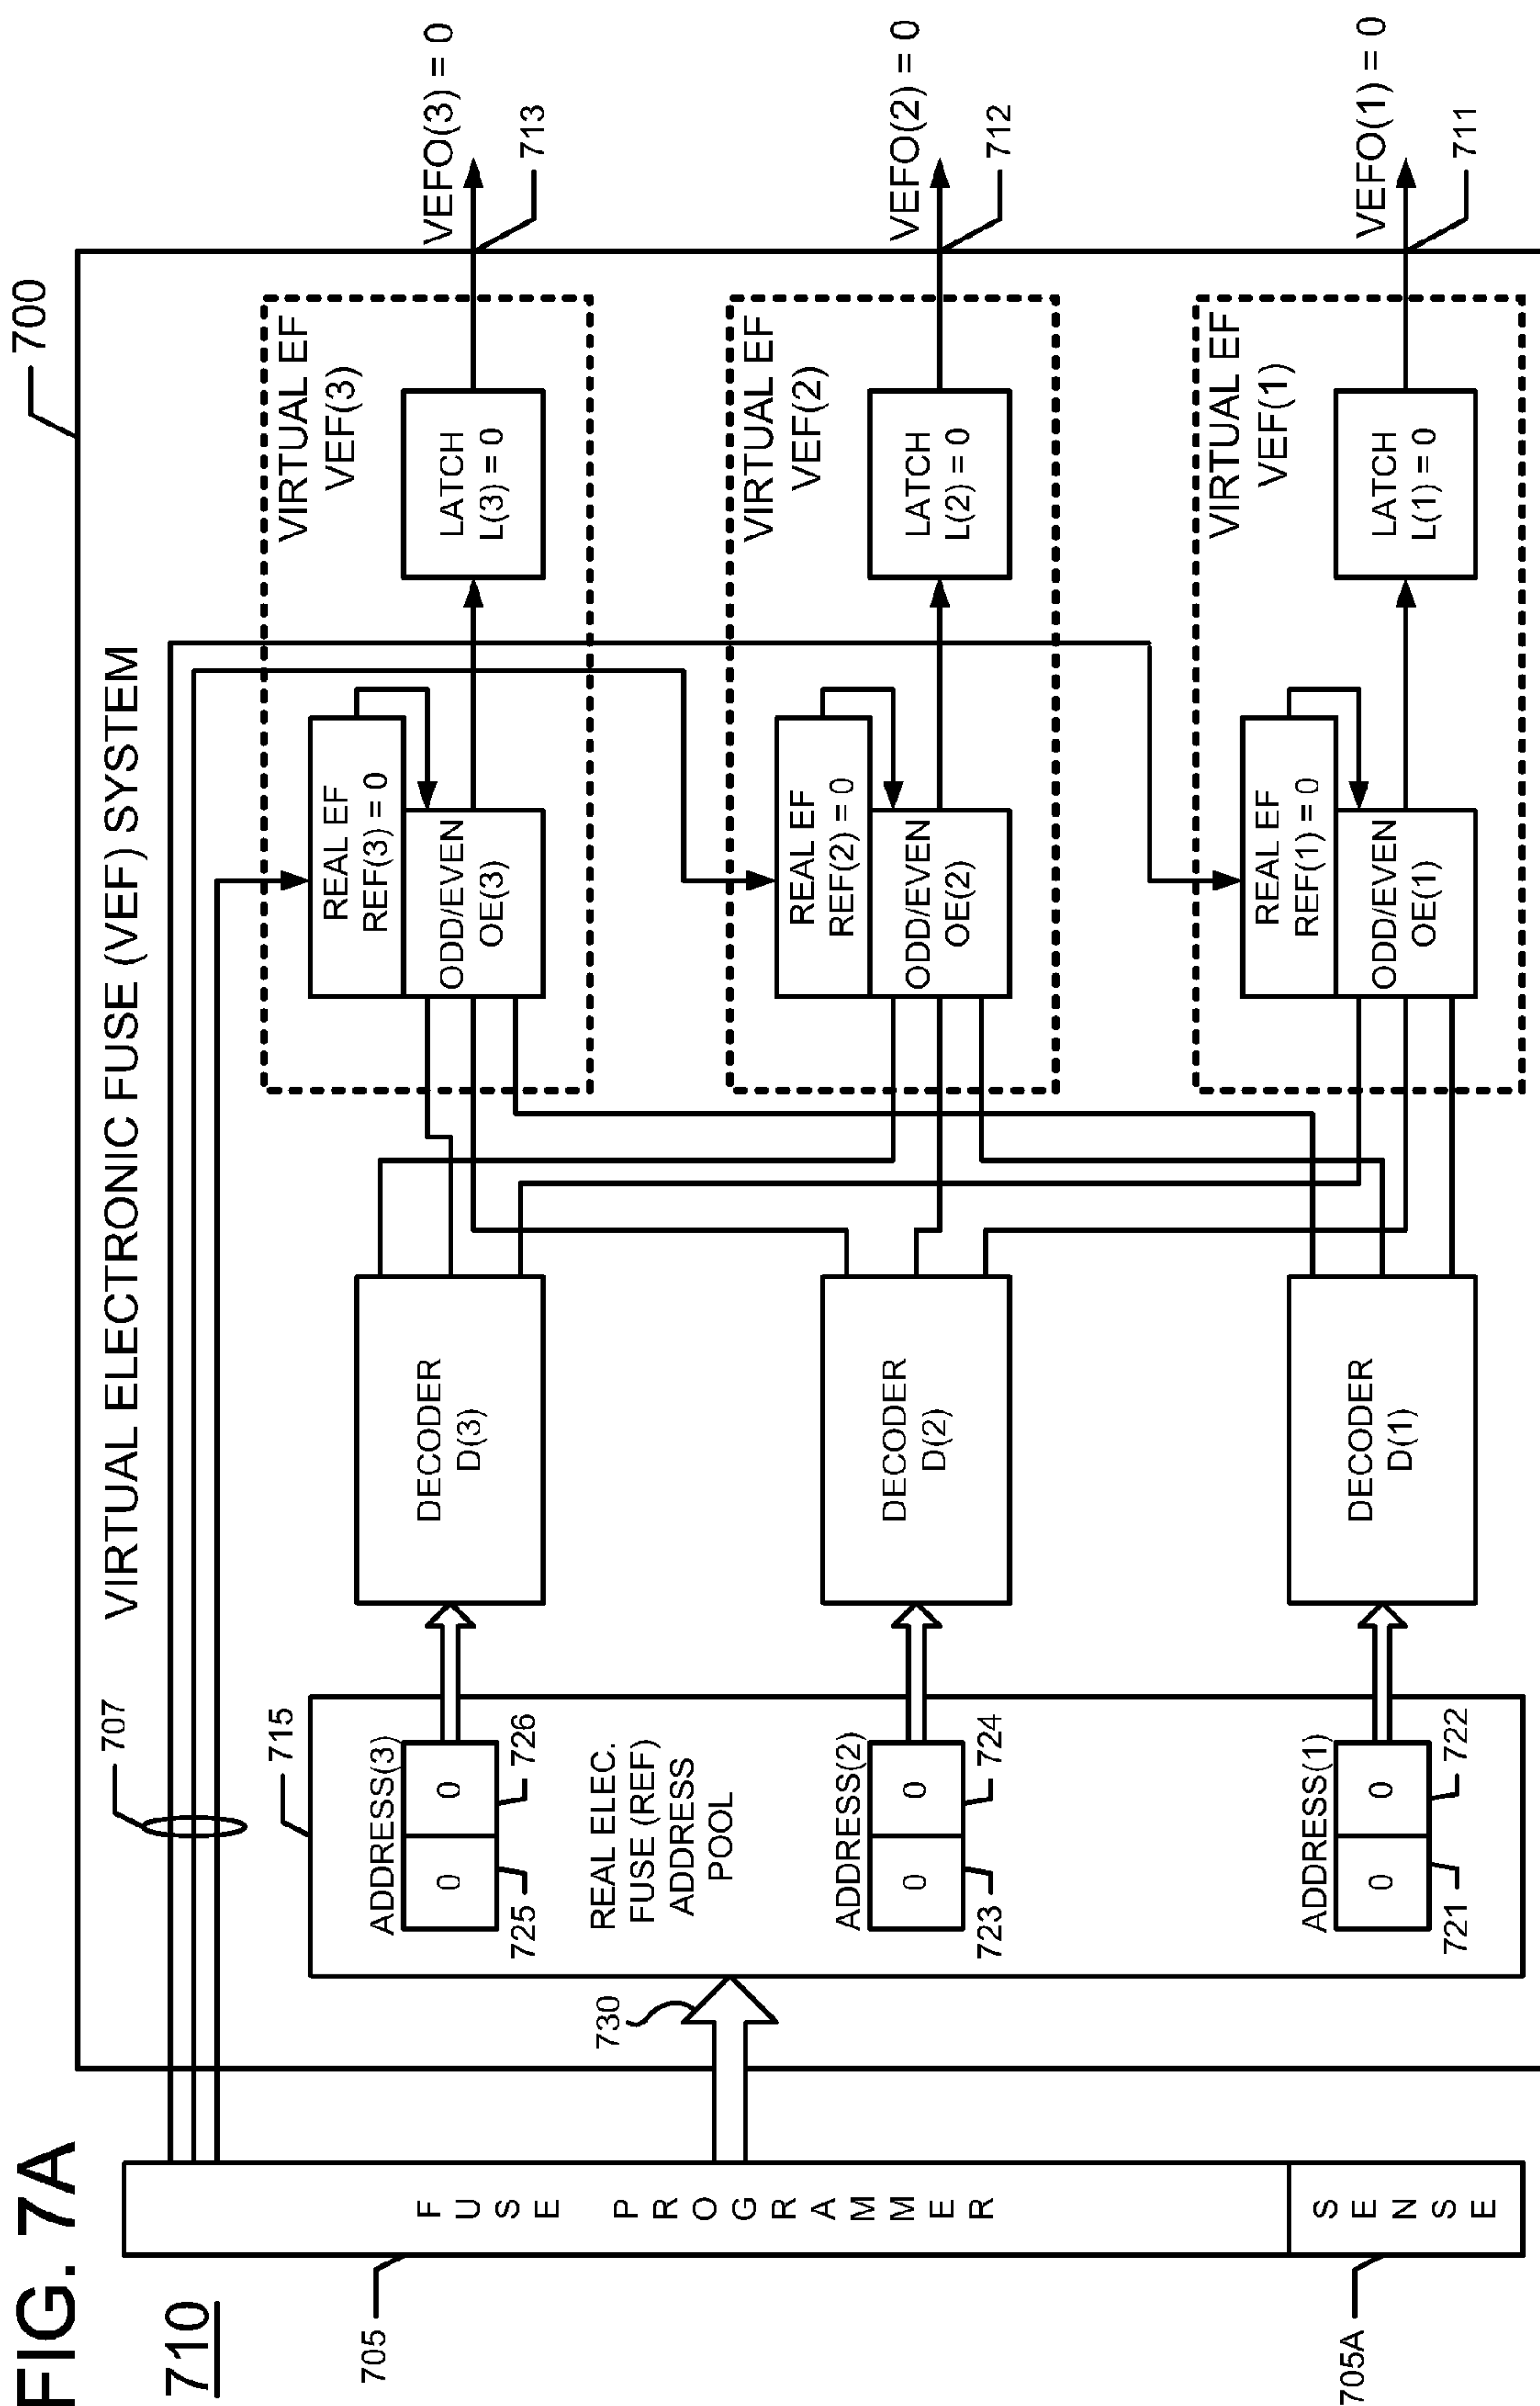 FIG. 7A
710
VIRTUAL ELECTRONIC FUSE (VEF) SYSTEM
700
705
FUSE PROGRAMMER
705A
SENSE
707
715
730
ADDRESS(3)
0 0
725
726
REAL ELEC.
FUSE (REF)
ADDRESS
POOL
ADDRESS(2)
0 0
723
724
ADDRESS(1)
0 0
721
722
DECODER
D(3)
DECODER
D(2)
DECODER
D(1)
REAL EF
REF(3) = 0
ODD/EVEN
OE(3)
VIRTUAL EF
VEF(3)
LATCH
L(3) = 0
VEFO(3) = 0
713
REAL EF
REF(2) = 0
ODD/EVEN
OE(2)
VIRTUAL EF
VEF(2)
LATCH
L(2) = 0
VEFO(2) = 0
712
REAL EF
REF(1) = 0
ODD/EVEN
OE(1)
VIRTUAL EF
VEF(1)
LATCH
L(1) = 0
VEFO(1) = 0
711